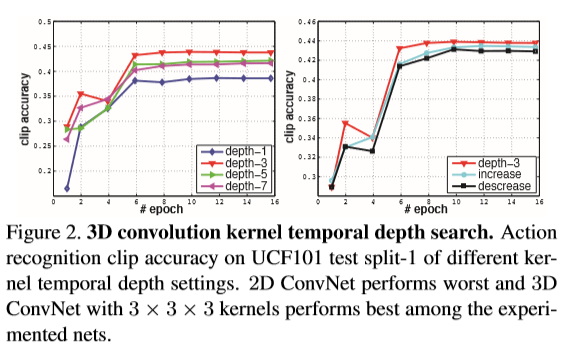 0.5
0.45
0.4
0.35
0.3
0.25
0.2
clip accuracy
0 2 4 6 8 10 12 14 16
# epoch
depth-1
depth-3
depth-5
depth-7
0.46
0.44
0.42
0.4
0.38
0.36
0.34
0.32
0.3
clip accuracy
0 2 4 6 8 10 12 14 16
# epoch
depth-3
increase
descrease
Figure 2. 3D convolution kernel temporal depth search. Action
recognition clip accuracy on UCF101 test split-1 of different ker-
nel temporal depth settings. 2D ConvNet performs worst and 3D
ConvNet with 3 × 3 × 3 kernels performs best among the experi-
mented nets.